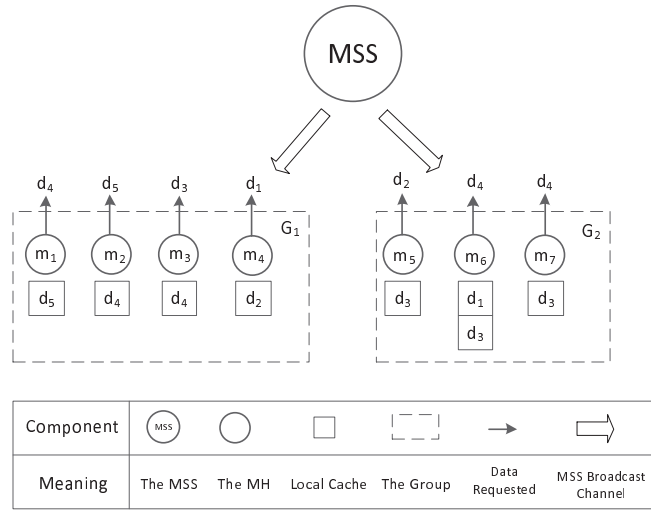 MSS
d₄ d₅ d₃ d₁ d₂ d₄ d₄
G₁ G₂
m₁ m₂ m₃ m₄ m₅ m₆ m₇
d₅ d₄ d₄ d₂ d₃ d₁ d₃
d₃
Component MSS
Meaning The MSS The MH Local Cache The Group Data Requested MSS Broadcast Channel